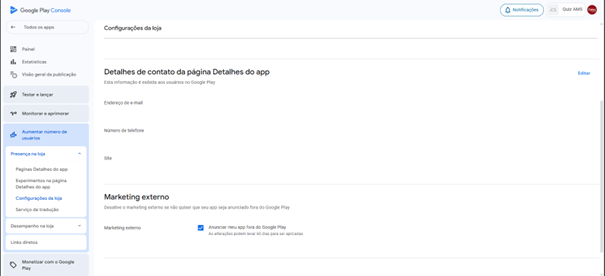 Google Play Console
Notificações
Quiz AMS
Todos os apps
Configurações da loja
Painel
Estatísticas
Visão geral de publicação
Testar e lançar
Monitorar e aprimorar
Aumentar número de
usuários
Presença na loja
Páginas Detalhes do app
Experimentos na página
Detalhes do app
Configurações da loja
Serviço de tradução
Desempenho na loja
Links diretos
Monetizar com o Google
Play
Detalhes de contato da página Detalhes do app
Editar
Esta informação é exibida aos usuários no Google Play
Endereço de e-mail
Número de telefone
Site
Marketing externo
Desative o marketing externo se não quiser que seu app seja anunciado fora do Google Play
Marketing externo
Anunciar meu app fora do Google Play
As alterações podem levar 60 dias para ser aplicadas